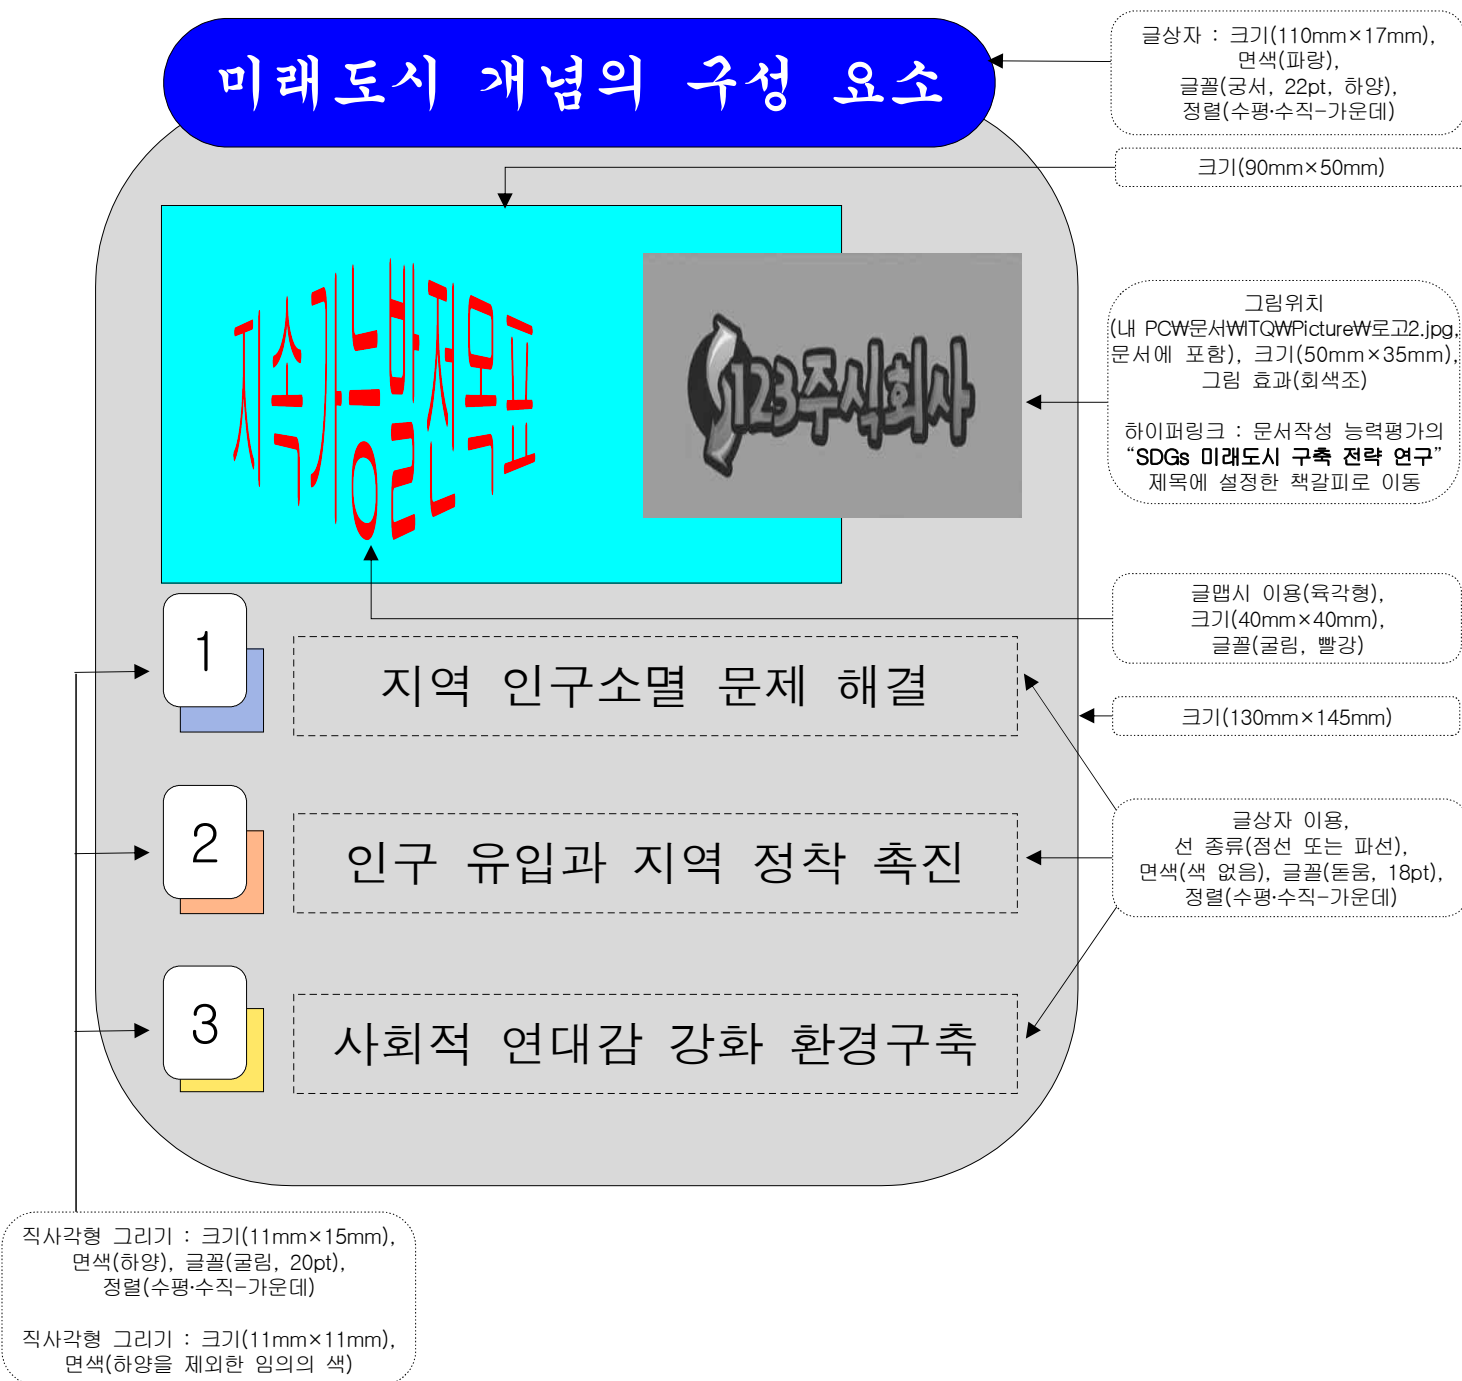 미래도시 개념의 구성 요소
글상자 : 크기(110mm×17mm),
면색(파랑),
글꼴(궁서, 22pt, 하양),
정렬(수평·수직-가운데)
크기(90mm×50mm)
지속가능발전목표
123주식회사
그림위치
(내 PC₩문서₩ITQ₩Picture₩로고2.jpg,
문서에 포함), 크기(50mm×35mm),
그림 효과(회색조)
하이퍼링크 : 문서작성 능력평가의
“SDGs 미래도시 구축 전략 연구”
제목에 설정한 책갈피로 이동
글맵시 이용(육각형),
크기(40mm×40mm),
글꼴(굴림, 빨강)
1
지역 인구소멸 문제 해결
크기(130mm×145mm)
2
인구 유입과 지역 정착 촉진
글상자 이용,
선 종류(점선 또는 파선),
면색(색 없음), 글꼴(돋움, 18pt),
정렬(수평·수직-가운데)
3
사회적 연대감 강화 환경구축
직사각형 그리기 : 크기(11mm×15mm),
면색(하양), 글꼴(굴림, 20pt),
정렬(수평·수직-가운데)
직사각형 그리기 : 크기(11mm×11mm),
면색(하양을 제외한 임의의 색)